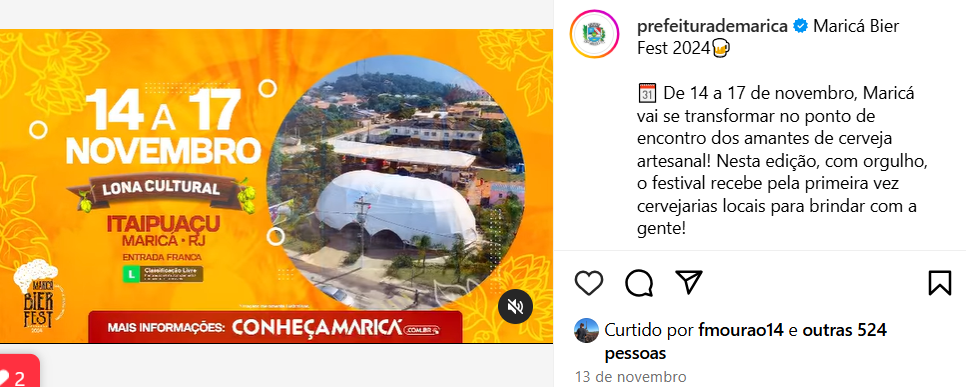 14 A 17
NOVEMBRO
LONA CULTURAL
ITAIPUAÇU
MARICÁ • RJ
ENTRADA FRANCA
L Classificação Livre
MARICÁ
BIER
FEST
2024
MAIS INFORMAÇÕES: CONHEÇAMARICÁ.COM.BR
2
prefeiturademarica Maricá Bier
Fest 2024🍺
📅 De 14 a 17 de novembro, Maricá
vai se transformar no ponto de
encontro dos amantes de cerveja
artesanal! Nesta edição, com orgulho,
o festival recebe pela primeira vez
cervejarias locais para brindar com a
gente!
Curtido por fmourao14 e outras 524
pessoas
13 de novembro